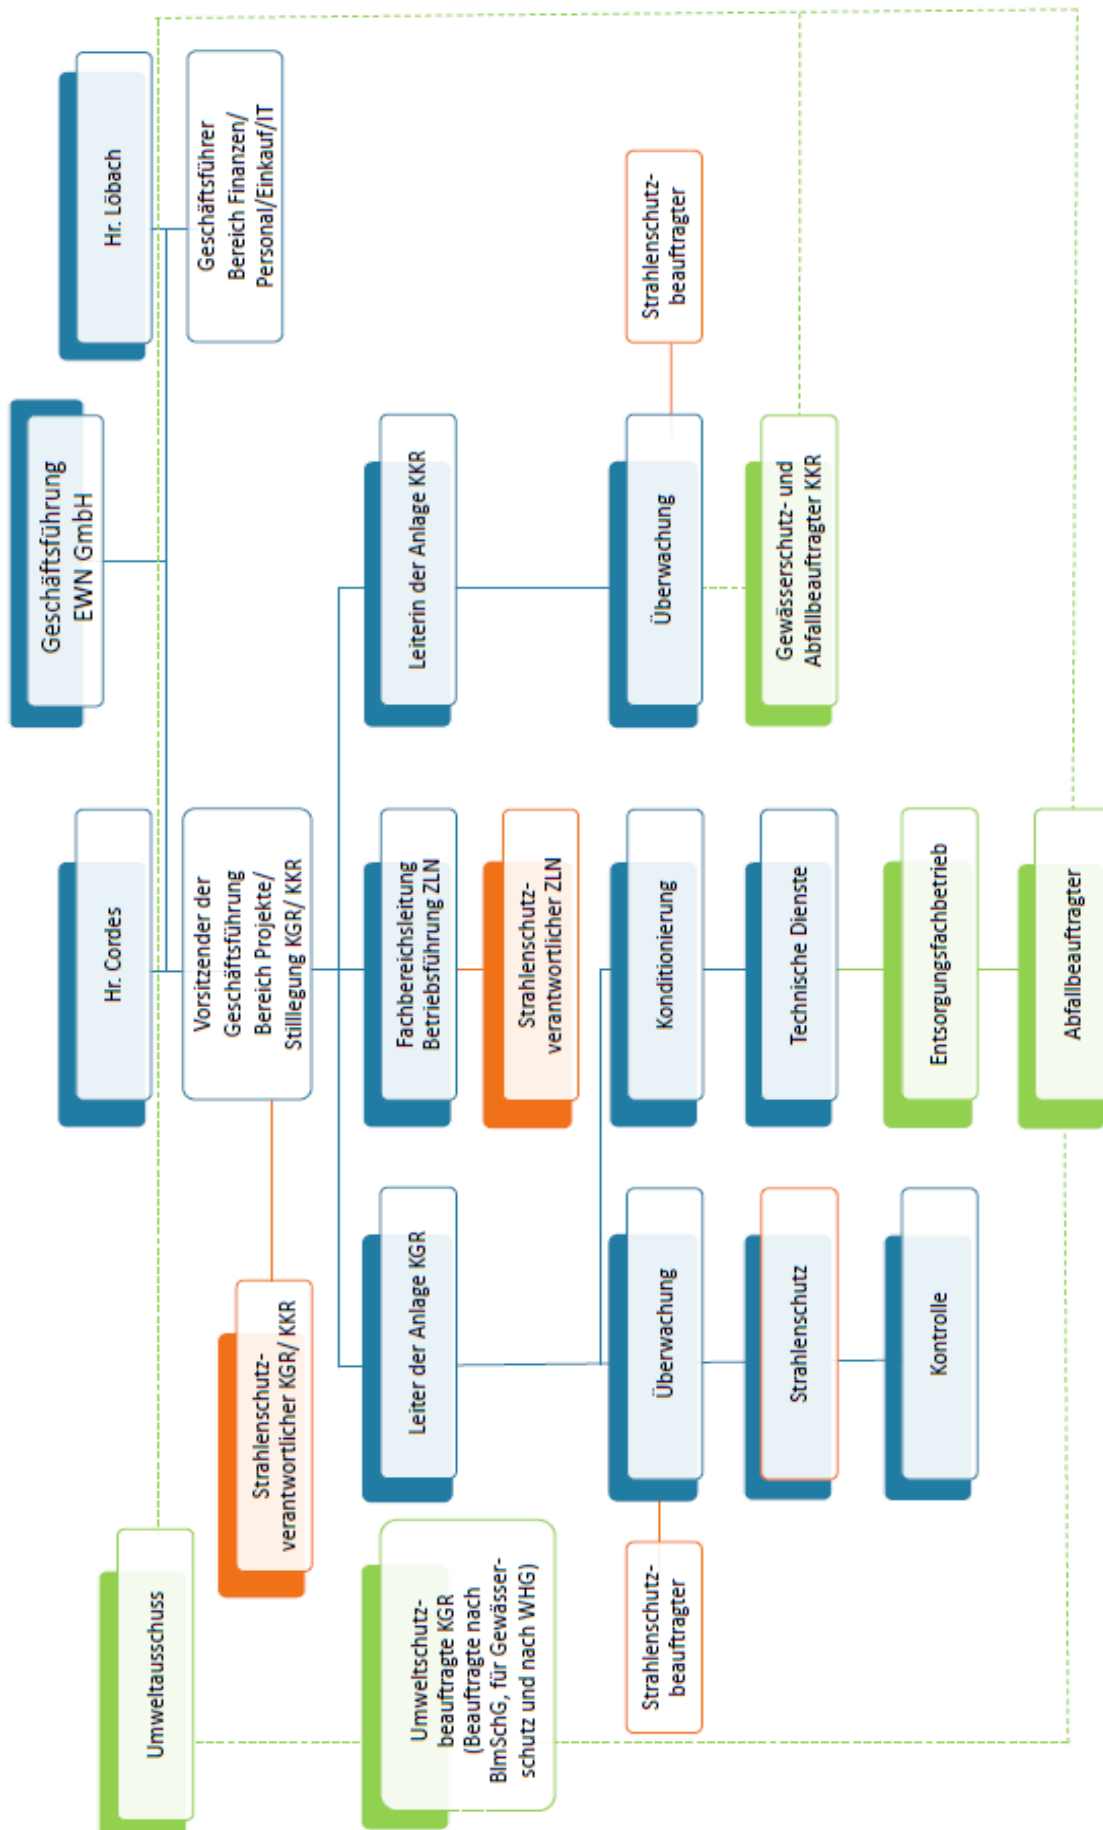 Geschäftsführung
EWN GmbH
Umweltausschuss
Hr. Cordes
Hr. Löbach
Strahlenschutz-
verantwortlicher KGR/ KKR
Vorsitzender der
Geschäftsführung
Bereich Projekte/
Stilllegung KGR/ KKR
Geschäftsführer
Bereich Finanzen/
Personal/Einkauf/IT
Umweltschutz-
beauftragte KGR
(Beauftragte nach
BImSchG, für Gewässer-
schutz und nach WHG)
Leiter der Anlage KGR
Fachbereichsleitung
Betriebsführung ZLN
Leiterin der Anlage KKR
Strahlenschutz-
verantwortlicher ZLN
Strahlenschutz-
beauftragter
Überwachung
Konditionierung
Überwachung
Strahlenschutz-
beauftragter
Strahlenschutz
Technische Dienste
Gewässerschutz- und
Abfallbeauftragter KKR
Kontrolle
Entsorgungsfachbetrieb
Abfallbeauftragter